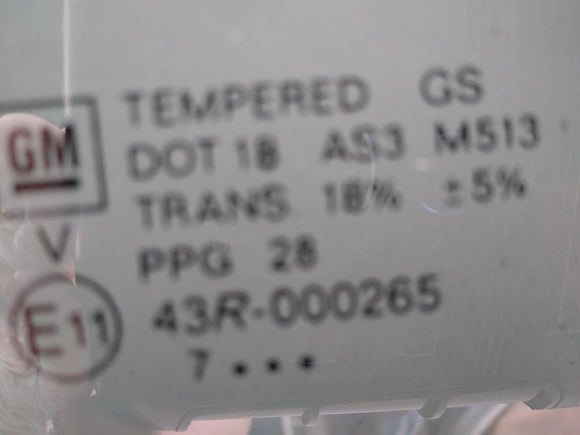 TEMPERED GS
GM
DOT 18 AS3 M513
TRANS. 18% ±5%
V
PPG 28
E11
43R-000265
7 •••